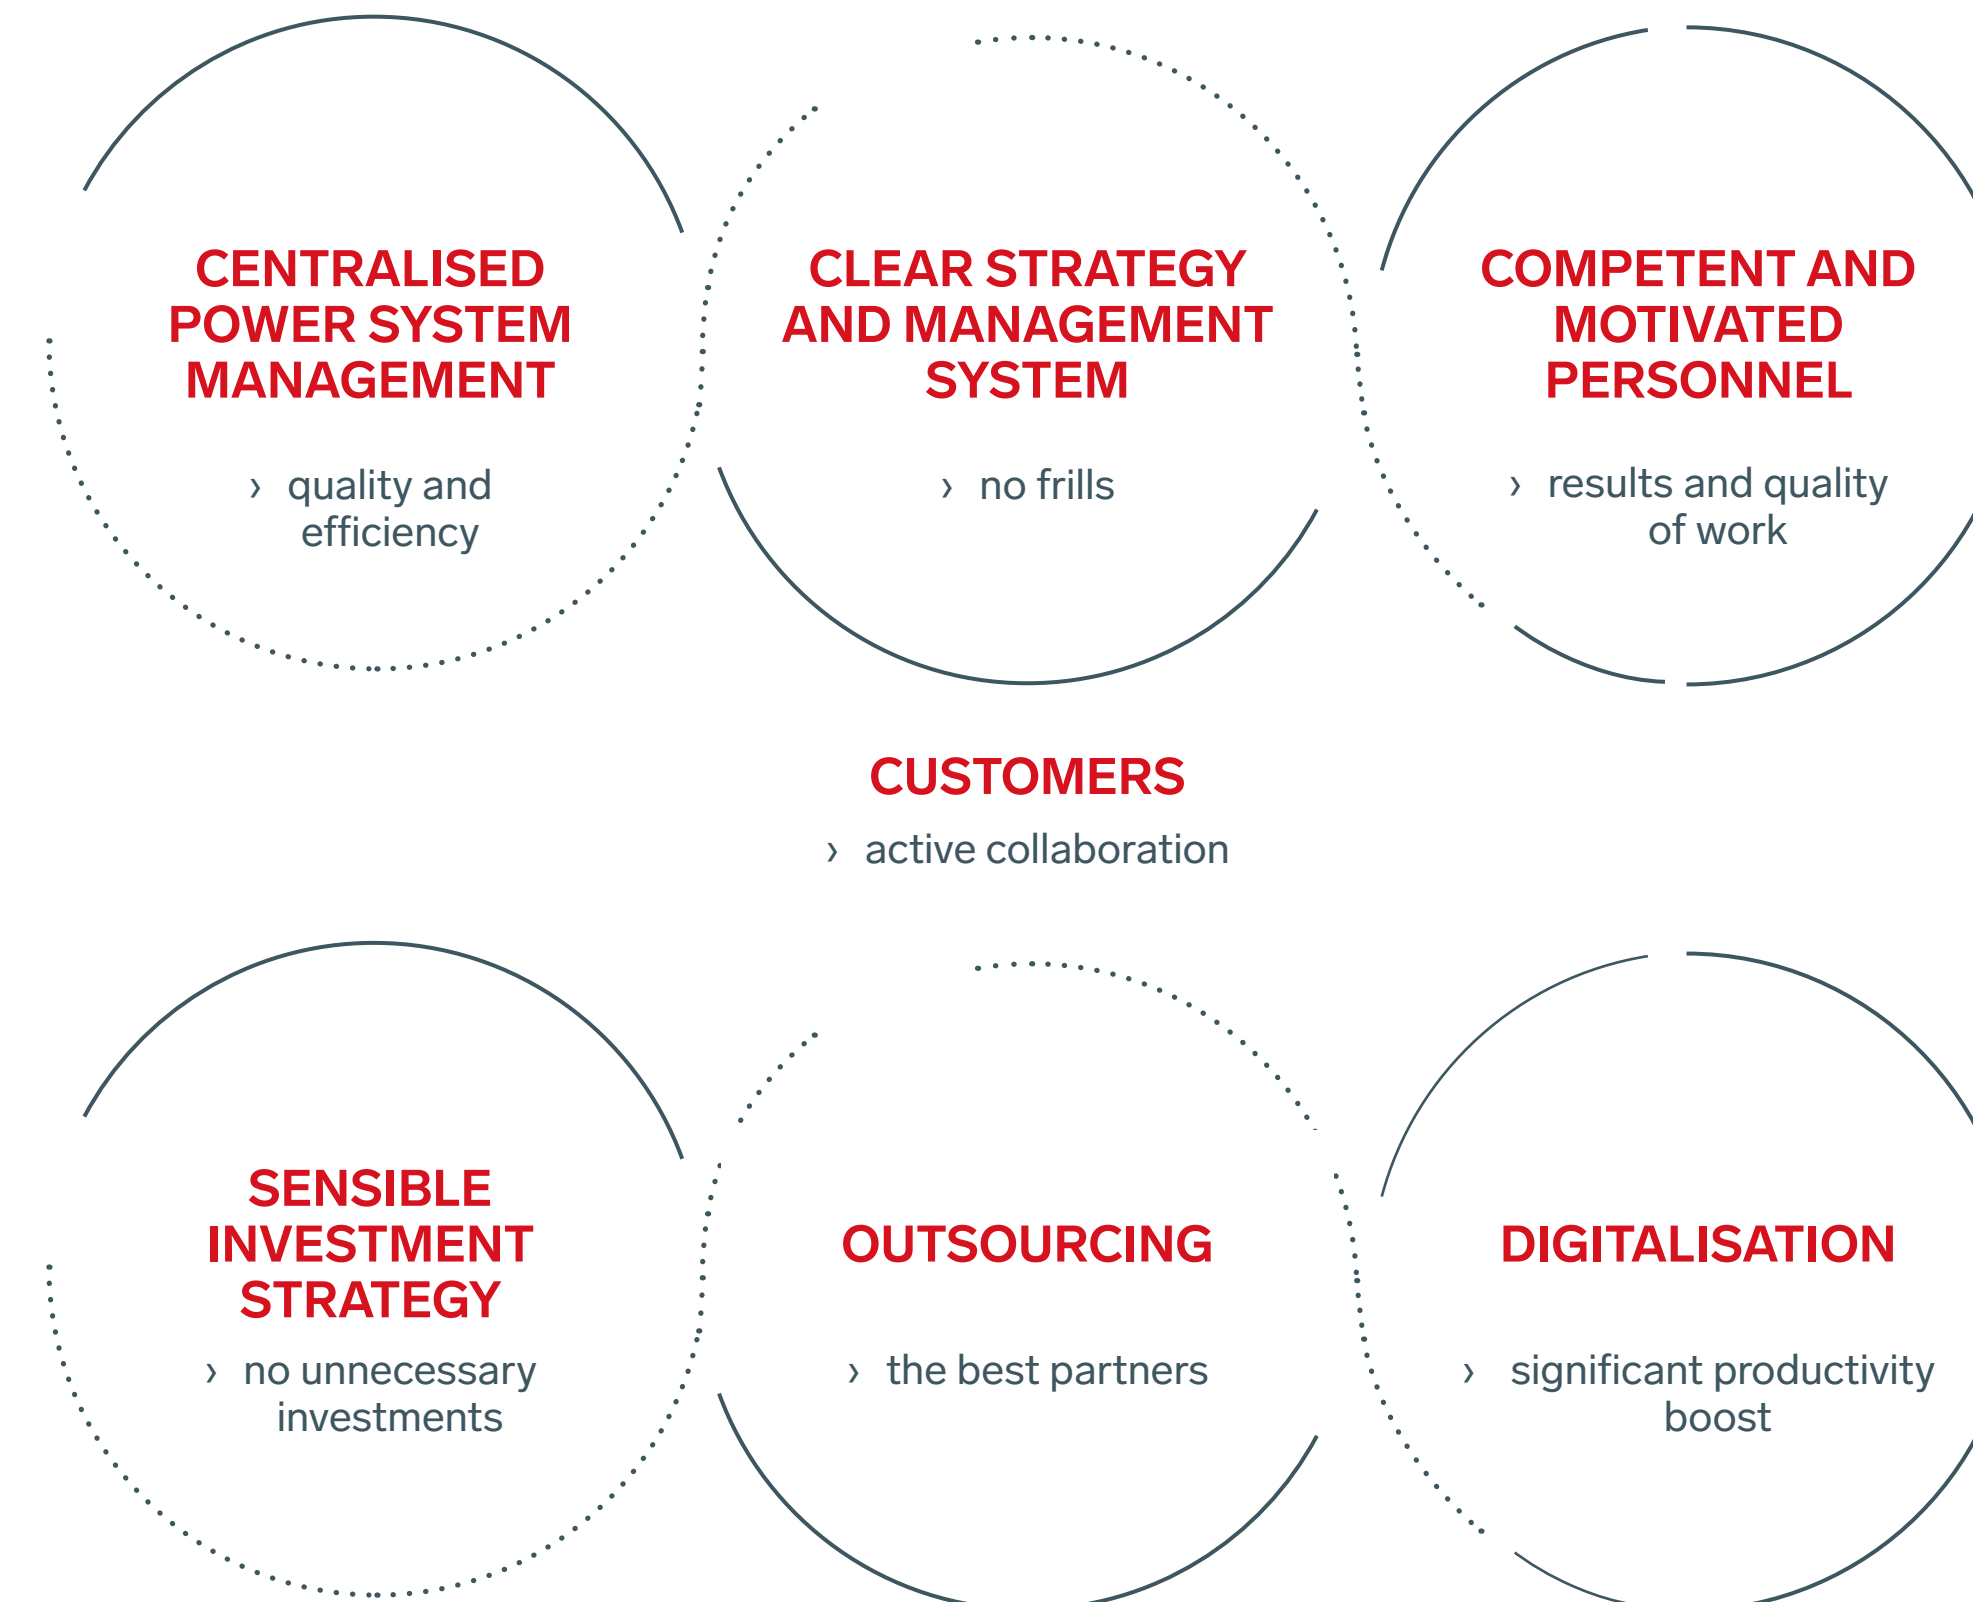 CENTRALISED
POWER SYSTEM
MANAGEMENT
› quality and
efficiency
CLEAR STRATEGY
AND MANAGEMENT
SYSTEM
› no frills
COMPETENT AND
MOTIVATED
PERSONNEL
› results and quality
of work
CUSTOMERS
› active collaboration
SENSIBLE
INVESTMENT
STRATEGY
› no unnecessary
investments
OUTSOURCING
› the best partners
DIGITALISATION
› significant productivity
boost